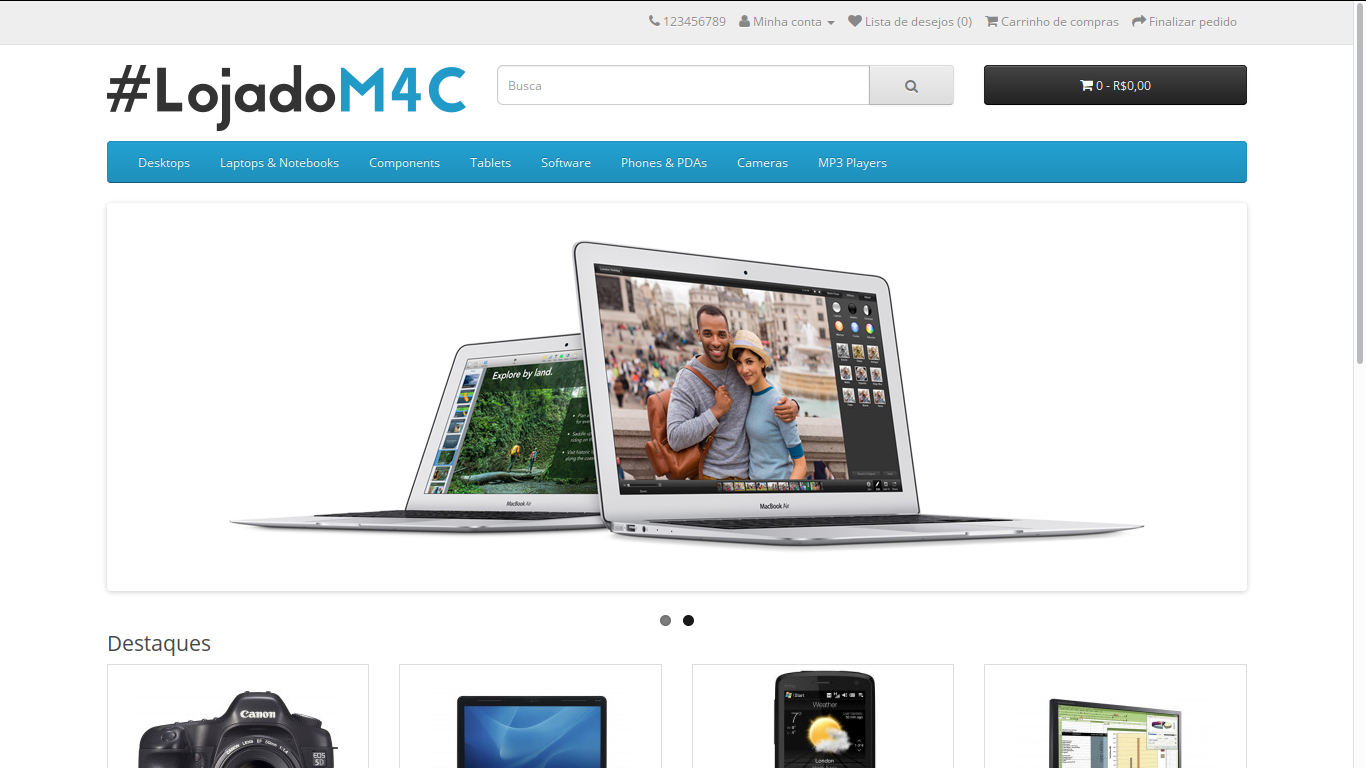 123456789 Minha conta Lista de desejos (0) Carrinho de compras Finalizar pedido
#LojadoM4C
Busca
0 - R$0,00
Desktops Laptops & Notebooks Components Tablets Software Phones & PDAs Cameras MP3 Players
Explore by land.
MacBook Air
MacBook Air
Destaques
Canon
EOS
5D
Start
Weather
7°
London